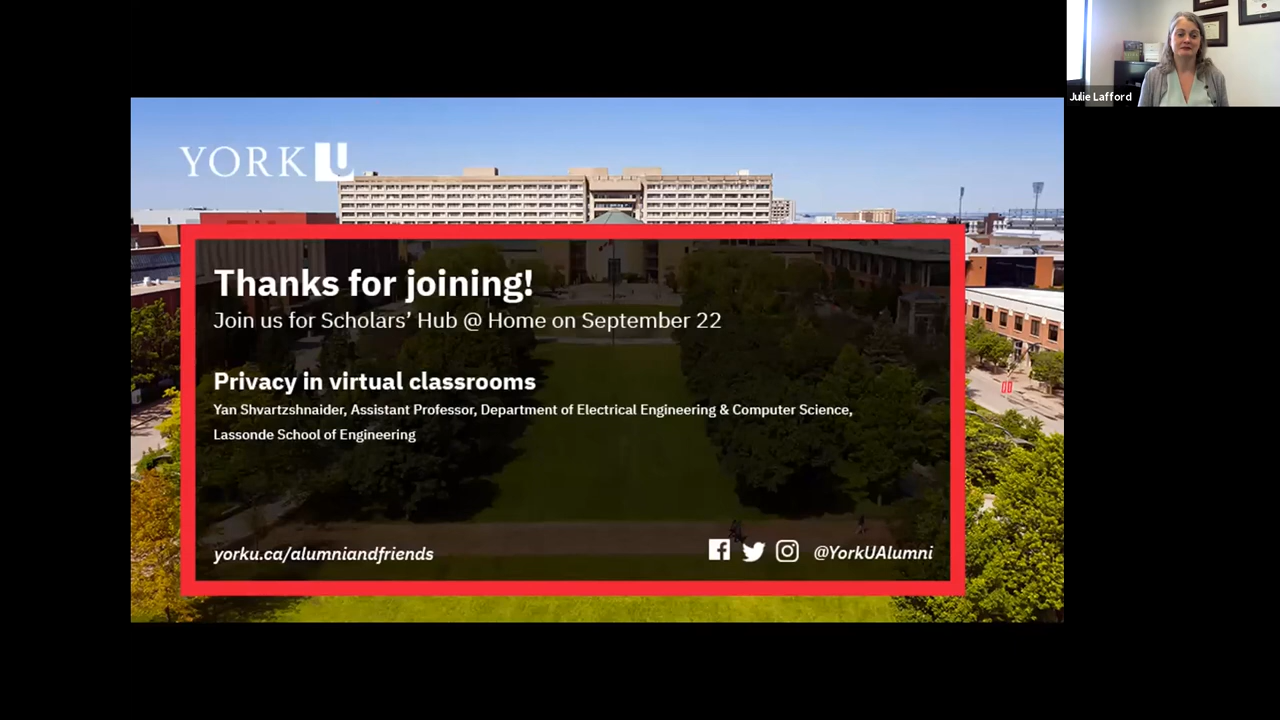 Julie Lafford
YORK U
Thanks for joining!
Join us for Scholars’ Hub @ Home on September 22
Privacy in virtual classrooms
Yan Shvartzshnaider, Assistant Professor, Department of Electrical Engineering & Computer Science,
Lassonde School of Engineering
yorku.ca/alumniandfriends
@YorkUAlumni